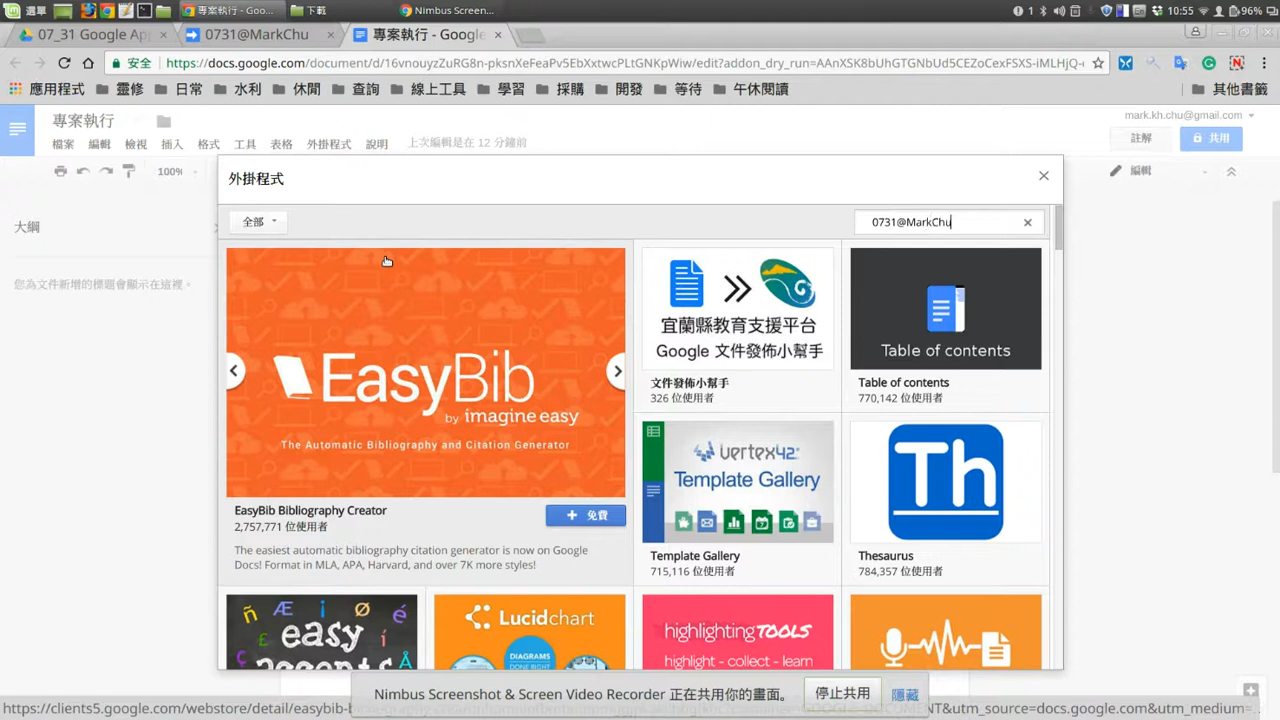 選單
專案執行 - Goo...
下載
Nimbus Screen...
1
10:55
96%
07_31 Google Ap
0731@MarkChu
專案執行 - Google
安全
https://docs.google.com/document/d/16vnouyzZuRG8n-pksnXeFeaPv5EbXxtwcPLtGNKpWiw/edit?addon_dry_run=AAnXSK8bUhGTGNbUd5CEZoCexFSXS-iMLHjQ-
應用程式
靈修
日常
水利
休閒
查詢
線上工具
學習
採購
開發
等待
午休閱讀
其他書籤
專案執行
mark.kh.chu@gmail.com
檔案 編輯 檢視 插入 格式 工具 表格 外掛程式 說明 上次編輯是在 12 分鐘前
註解
共用
100%
編輯
大綱
您為文件新增的標題會顯示在這裡。
外掛程式
全部
0731@MarkChu
EasyBib
by imagine easy
The Automatic Bibliography and Citation Generator
EasyBib Bibliography Creator
2,757,771 位使用者
免費
The easiest automatic bibliography citation generator is now on Google
Docs! Format in MLA, APA, Harvard, and over 7K more styles!
宜蘭縣教育支援平台
Google 文件發佈小幫手
文件發佈小幫手
326 位使用者
Table of contents
Table of contents
770,142 位使用者
vertex42
Template Gallery
Template Gallery
715,116 位使用者
Th
Thesaurus
784,357 位使用者
ñ Æ í Ø é
easy
Lucidchart
DIAGRAMS
DONE RIGHT
highlighting TOOLS
highlight - collect - learn
Nimbus Screenshot & Screen Video Recorder 正在共用你的畫面。
停止共用
隱藏